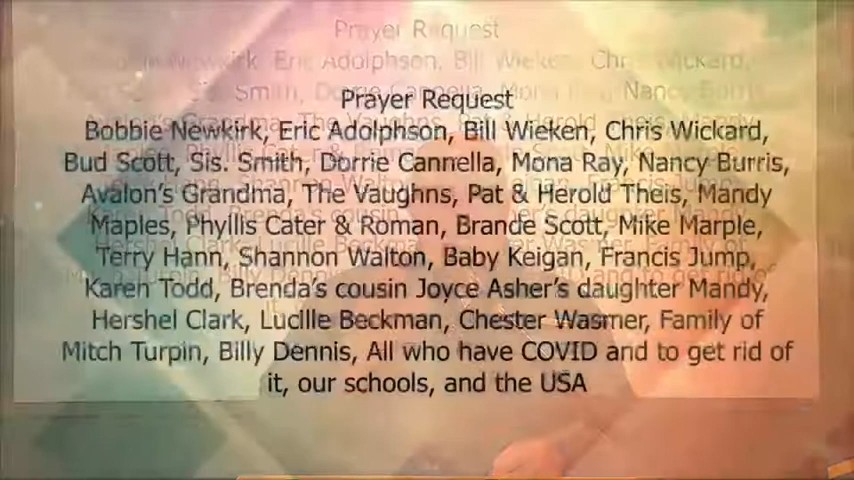 Prayer Request
Bobbie Newkirk, Eric Adolphson, Bill Wieken, Chris Wickard,
Bud Scott, Sis. Smith, Dorrie Cannella, Mona Ray, Nancy Burris,
Avalon's Grandma, The Vaughns, Pat & Herold Theis, Mandy
Maples, Phyllis Cater & Roman, Brande Scott, Mike Marple,
Terry Hann, Shannon Walton, Baby Keigan, Francis Jump,
Karen Todd, Brenda's cousin Joyce Asher's daughter Mandy,
Hershel Clark, Lucille Beckman, Chester Wasmer, Family of
Mitch Turpin, Billy Dennis, All who have COVID and to get rid of
it, our schools, and the USA